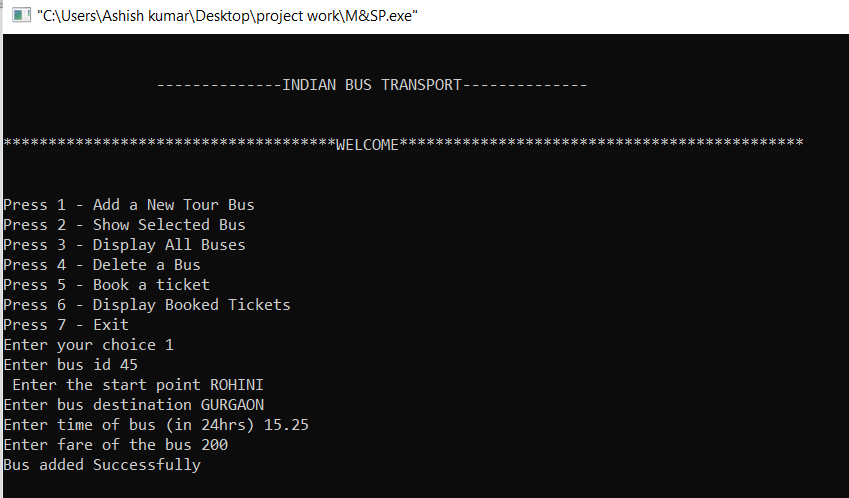 "C:\Users\Ashish kumar\Desktop\project work\M&SP.exe"
--------------INDIAN BUS TRANSPORT--------------
*************************************WELCOME*********************************************
Press 1 - Add a New Tour Bus
Press 2 - Show Selected Bus
Press 3 - Display All Buses
Press 4 - Delete a Bus
Press 5 - Book a ticket
Press 6 - Display Booked Tickets
Press 7 - Exit
Enter your choice 1
Enter bus id 45
Enter the start point ROHINI
Enter bus destination GURGAON
Enter time of bus (in 24hrs) 15.25
Enter fare of the bus 200
Bus added Successfully